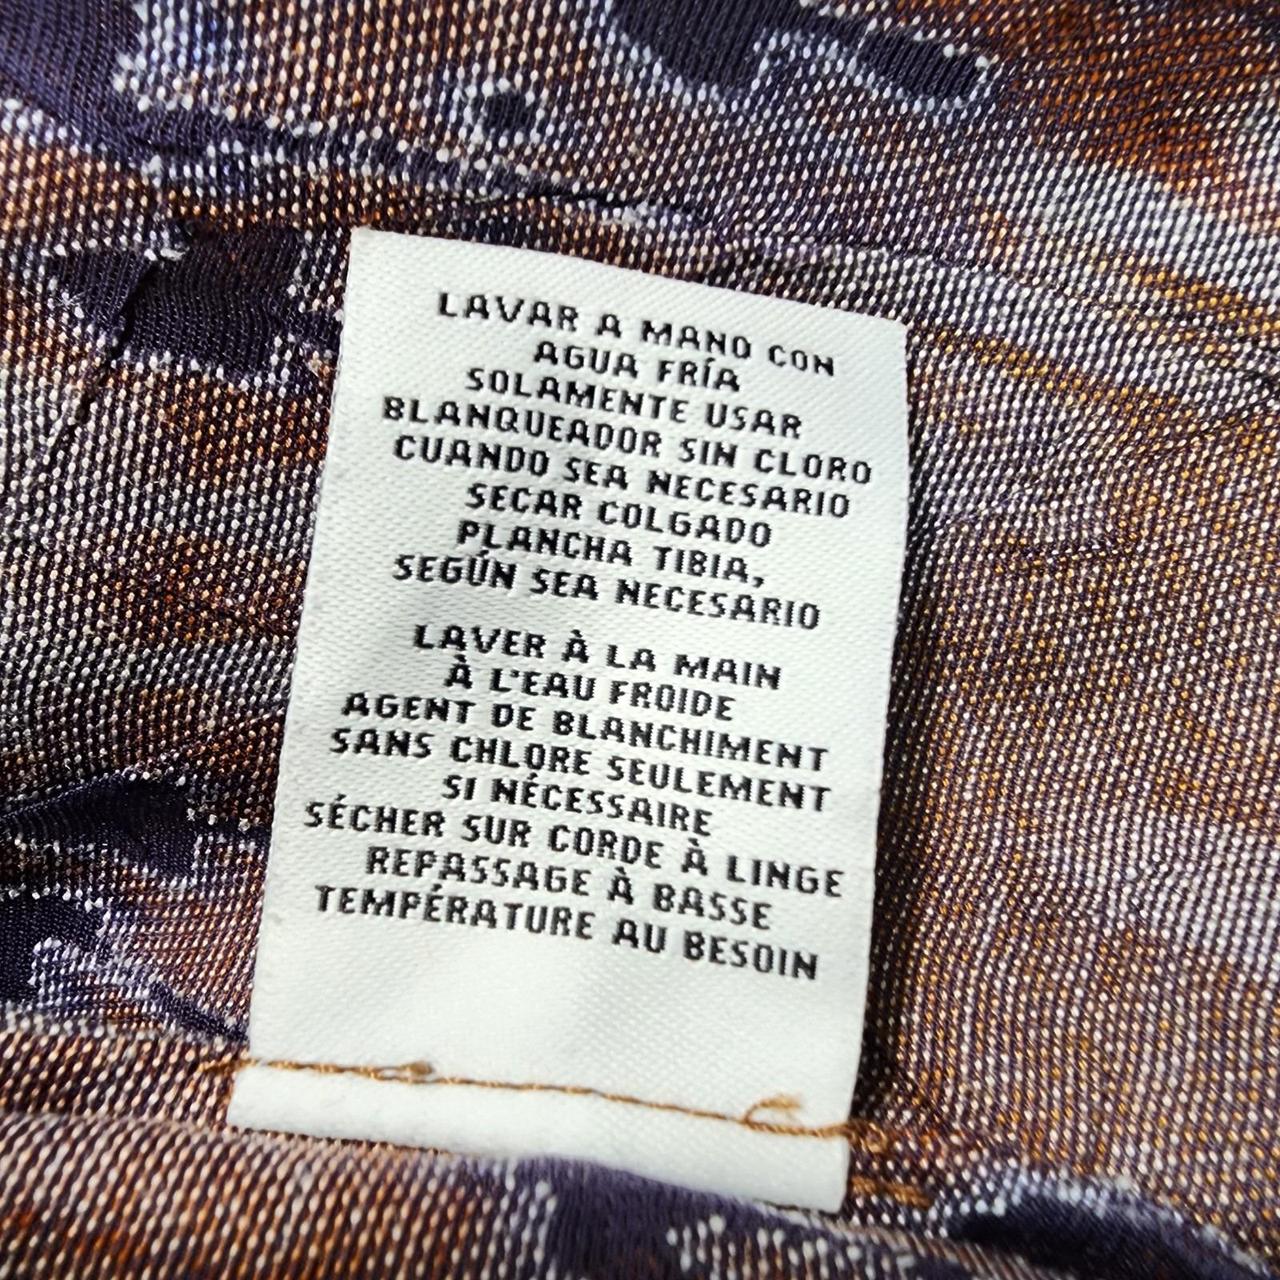 LAVAR A MANO CON
AGUA FRÍA
SOLAMENTE USAR
BLANQUEADOR SIN CLORO
CUANDO SEA NECESARIO
SECAR COLGADO
PLANCHA TIBIA,
SEGÚN SEA NECESARIO
LAVER À LA MAIN
À L'EAU FROIDE
AGENT DE BLANCHIMENT
SANS CHLORE SEULEMENT
SI NÉCESSAIRE
SÉCHER SUR CORDE À LINGE
REPASSAGE À BASSE
TEMPÉRATURE AU BESOIN